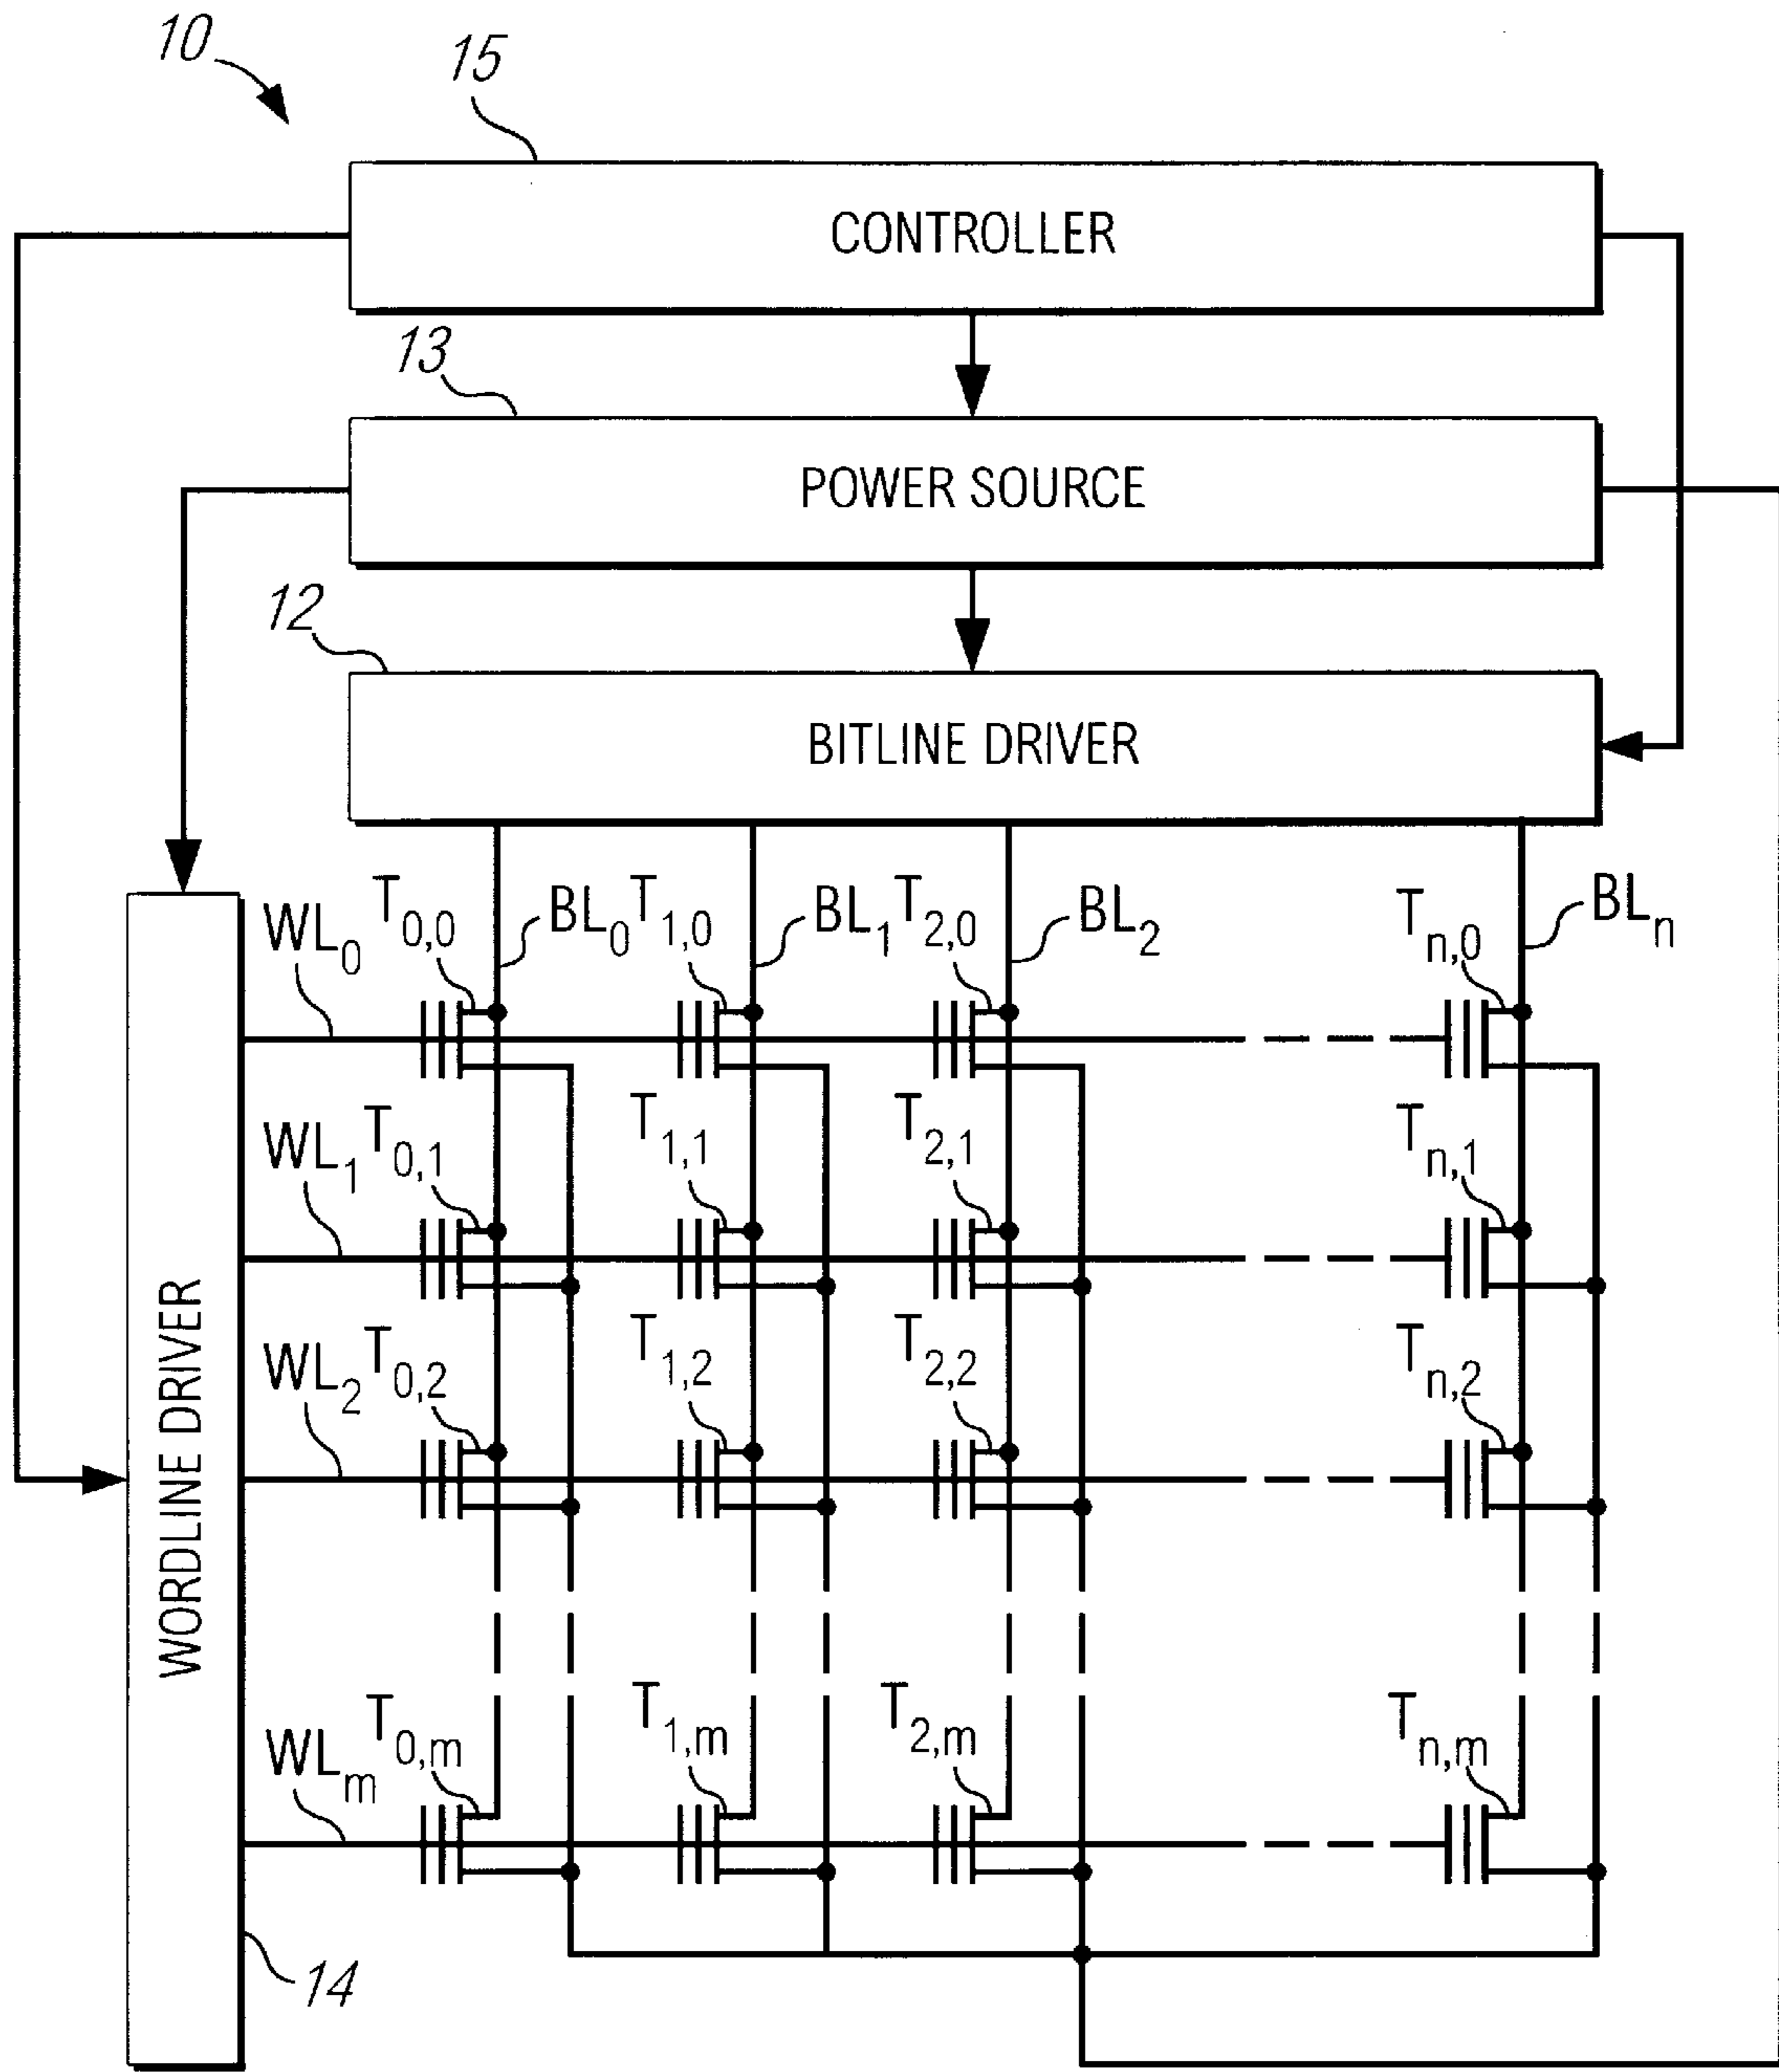 10
15
CONTROLLER
13
POWER SOURCE
12
BITLINE DRIVER
WL0 T0,0 BL0 T1,0 BL1 T2,0 BL2 Tn,0 BLn
WL1 T0,1 T1,1 T2,1 Tn,1
WL2 T0,2 T1,2 T2,2 Tn,2
WORDLINE DRIVER
WLm T0,m T1,m T2,m Tn,m
14